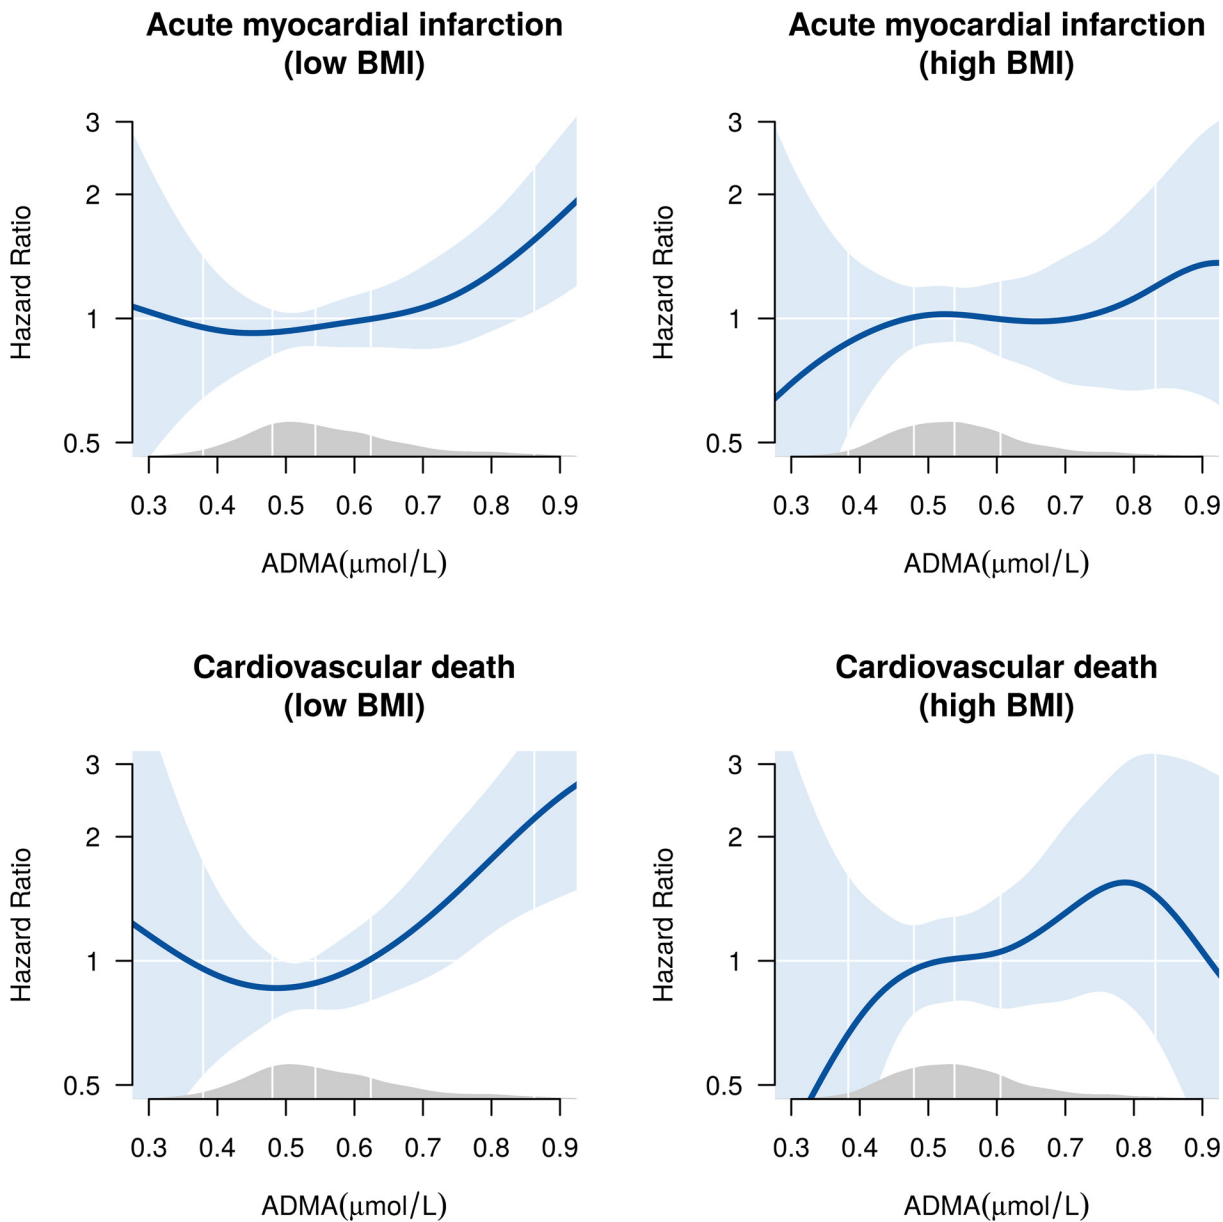 Acute myocardial infarction
(low BMI)
3
2
1
0.5
Hazard Ratio
0.3 0.4 0.5 0.6 0.7 0.8 0.9
ADMA(μmol/L)
Acute myocardial infarction
(high BMI)
3
2
1
0.5
Hazard Ratio
0.3 0.4 0.5 0.6 0.7 0.8 0.9
ADMA(μmol/L)
Cardiovascular death
(low BMI)
3
2
1
0.5
Hazard Ratio
0.3 0.4 0.5 0.6 0.7 0.8 0.9
ADMA(μmol/L)
Cardiovascular death
(high BMI)
3
2
1
0.5
Hazard Ratio
0.3 0.4 0.5 0.6 0.7 0.8 0.9
ADMA(μmol/L)